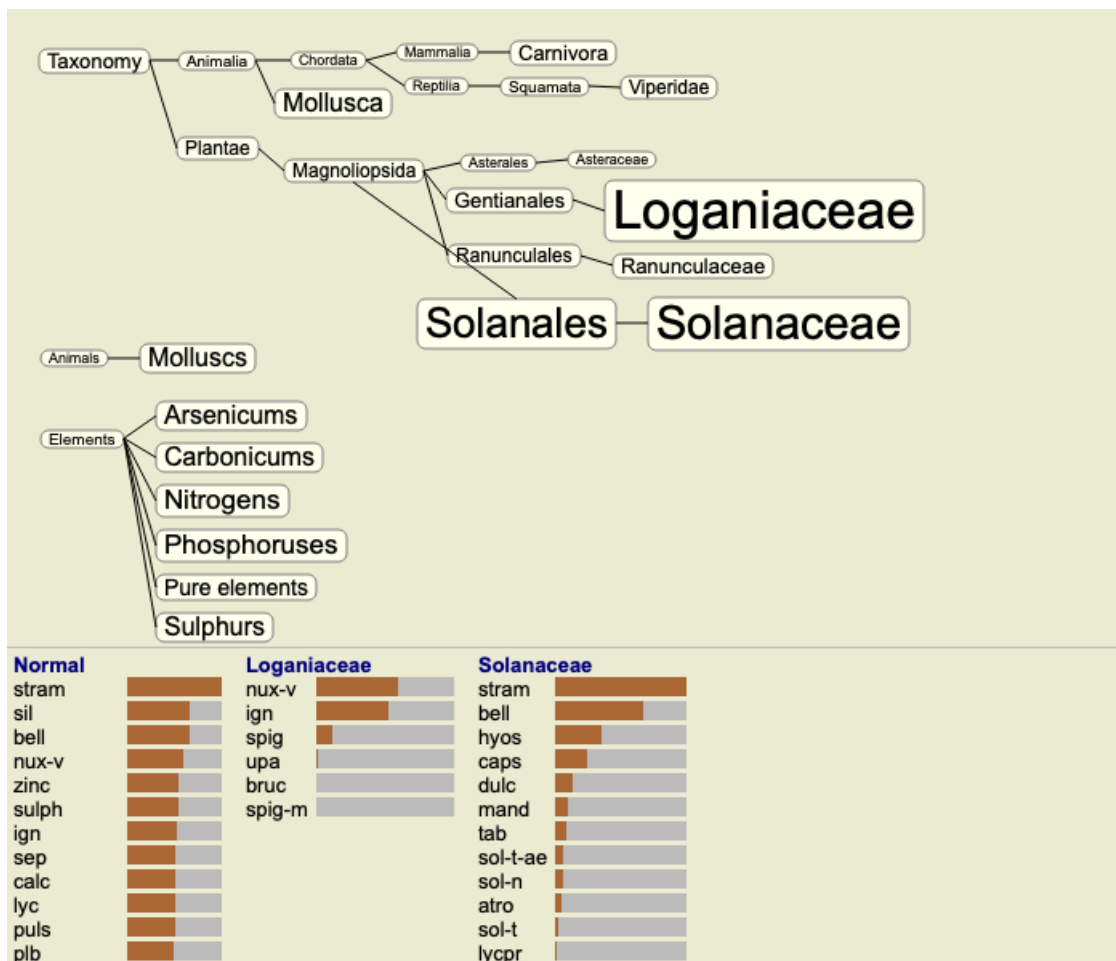 Taxonomy
Animalia
Chordata
Mammalia
Carnivora
Reptilia
Squamata
Viperidae
Mollusca
Plantae
Magnoliopsida
Asterales
Asteraceae
Gentianales
Loganiaceae
Ranunculales
Ranunculaceae
Solanales
Solanaceae
Animals
Molluscs
Elements
Arsenicums
Carbonicums
Nitrogens
Phosphoruses
Pure elements
Sulphurs
Normal
stram
sil
bell
nux-v
zinc
sulph
ign
sep
calc
lyc
puls
plb
Loganiaceae
nux-v
ign
spig
upa
bruc
spig-m
Solanaceae
stram
bell
hyos
caps
dulc
mand
tab
sol-t-ae
sol-n
atro
sol-t
lycpr